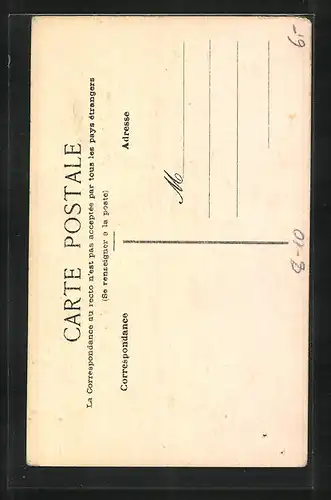 CARTE POSTALE
La Correspondance au recto n'est pas acceptée par tous les pays étrangers
(Se renseigner à la poste)
Correspondance
Adresse
M
6,-
8-10